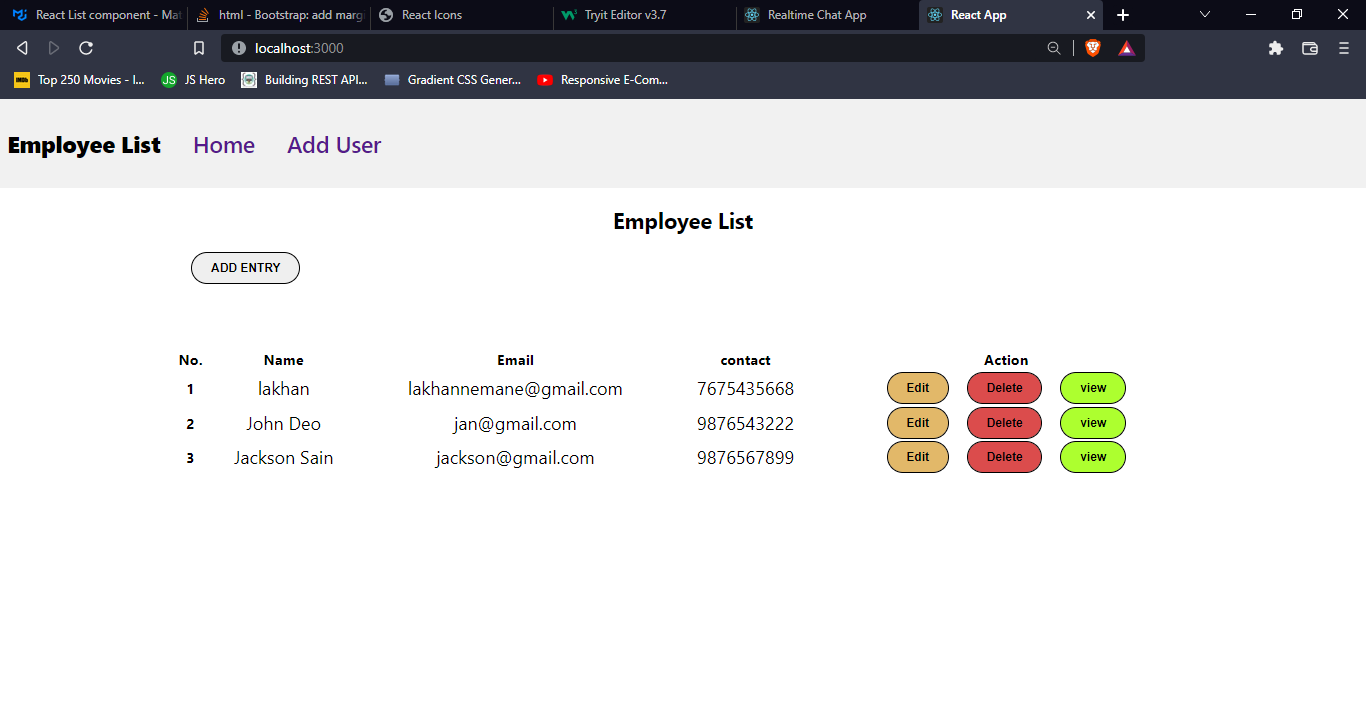 React List component - Mat
html - Bootstrap: add margi
React Icons
Tryit Editor v3.7
Realtime Chat App
React App
localhost:3000
Top 250 Movies - I...
JS JS Hero
Building REST API...
Gradient CSS Gener...
Responsive E-Com...
Employee List Home Add User
Employee List
ADD ENTRY
No. Name Email contact Action
1 lakhan lakhannemane@gmail.com 7675435668 Edit Delete view
2 John Deo jan@gmail.com 9876543222 Edit Delete view
3 Jackson Sain jackson@gmail.com 9876567899 Edit Delete view